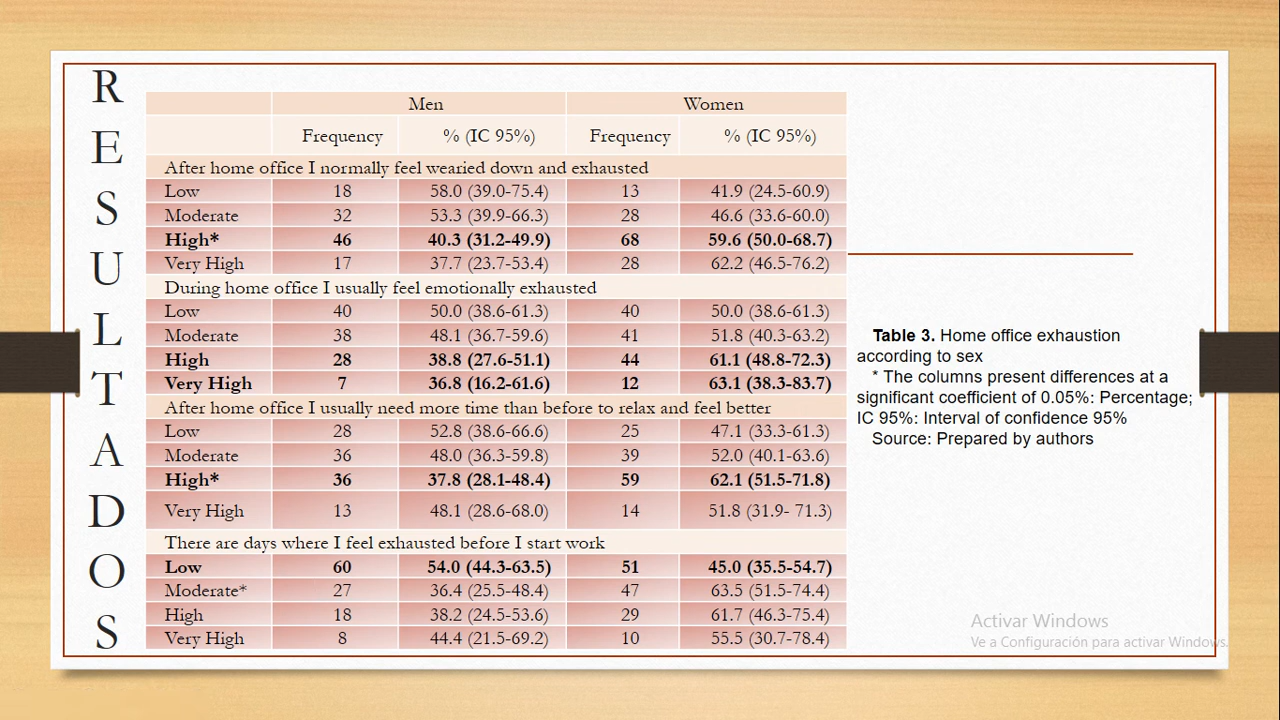 RESULTADOS
Men Women
Frequency % (IC 95%) Frequency % (IC 95%)
After home office I normally feel wearied down and exhausted
Low 18 58.0 (39.0-75.4) 13 41.9 (24.5-60.9)
Moderate 32 53.3 (39.9-66.3) 28 46.6 (33.6-60.0)
High* 46 40.3 (31.2-49.9) 68 59.6 (50.0-68.7)
Very High 17 37.7 (23.7-53.4) 28 62.2 (46.5-76.2)
During home office I usually feel emotionally exhausted
Low 40 50.0 (38.6-61.3) 40 50.0 (38.6-61.3)
Moderate 38 48.1 (36.7-59.6) 41 51.8 (40.3-63.2)
High 28 38.8 (27.6-51.1) 44 61.1 (48.8-72.3)
Very High 7 36.8 (16.2-61.6) 12 63.1 (38.3-83.7)
After home office I usually need more time than before to relax and feel better
Low 28 52.8 (38.6-66.6) 25 47.1 (33.3-61.3)
Moderate 36 48.0 (36.3-59.8) 39 52.0 (40.1-63.6)
High* 36 37.8 (28.1-48.4) 59 62.1 (51.5-71.8)
Very High 13 48.1 (28.6-68.0) 14 51.8 (31.9- 71.3)
There are days where I feel exhausted before I start work
Low 60 54.0 (44.3-63.5) 51 45.0 (35.5-54.7)
Moderate* 27 36.4 (25.5-48.4) 47 63.5 (51.5-74.4)
High 18 38.2 (24.5-53.6) 29 61.7 (46.3-75.4)
Very High 8 44.4 (21.5-69.2) 10 55.5 (30.7-78.4)
Table 3. Home office exhaustion
according to sex
* The columns present differences at a
significant coefficient of 0.05%: Percentage;
IC 95%: Interval of confidence 95%
Source: Prepared by authors
Activar Windows
Ve a Configuración para activar Windows.